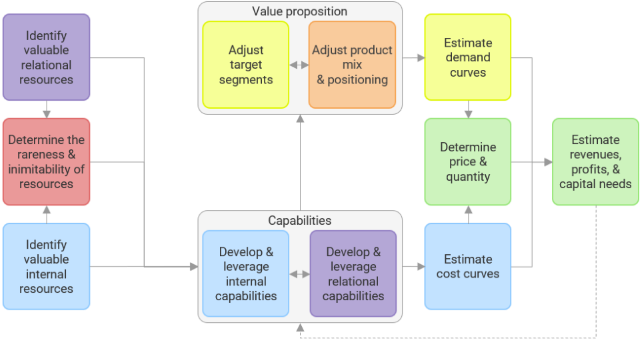 Identify
valuable
relational
resources
Determine the
rareness &
inimitability of
resources
Identify
valuable
internal
resources
Value proposition
Adjust
target
segments
Adjust product
mix
& positioning
Capabilities
Develop &
leverage
internal
capabilities
Develop &
leverage
relational
capabilities
Estimate
demand
curves
Determine
price &
quantity
Estimate
cost curves
Estimate
revenues,
profits, &
capital needs